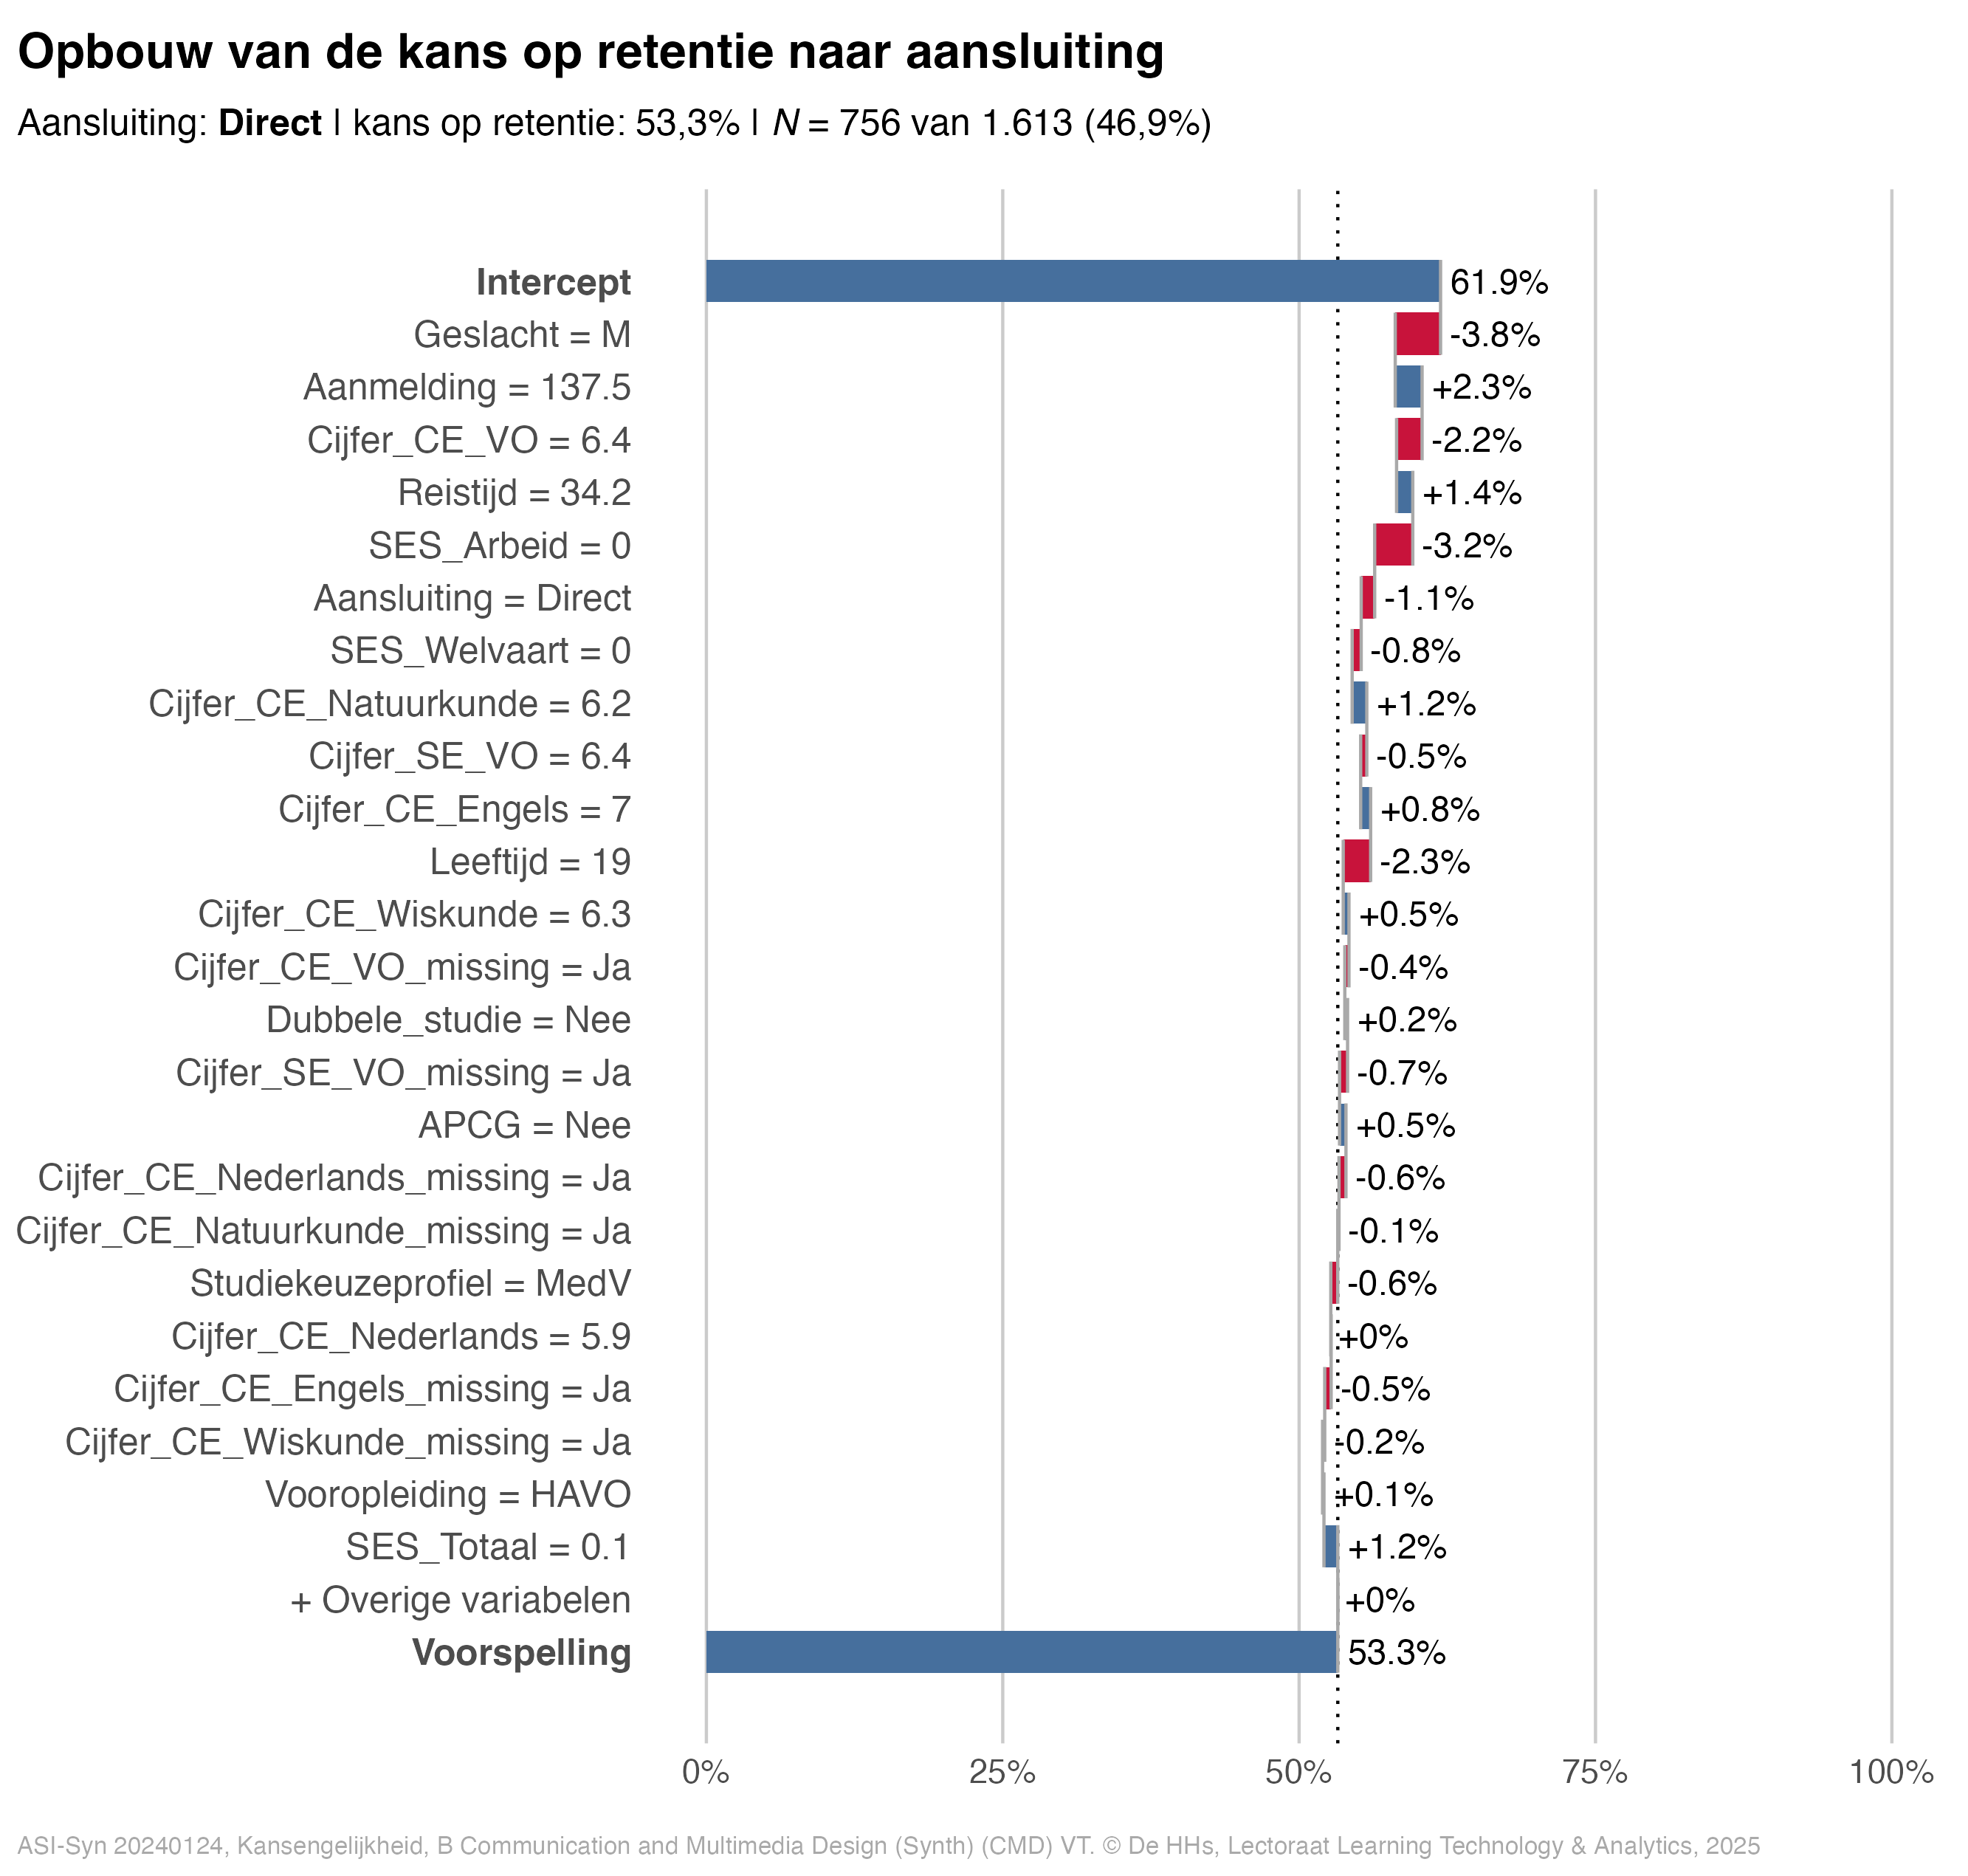 Opbouw van de kans op retentie naar aansluiting
Aansluiting: Direct | kans op retentie: 53,3% | N = 756 van 1.613 (46,9%)
Intercept 61.9%
Geslacht = M -3.8%
Aanmelding = 137.5 +2.3%
Cijfer_CE_VO = 6.4 -2.2%
Reistijd = 34.2 +1.4%
SES_Arbeid = 0 -3.2%
Aansluiting = Direct -1.1%
SES_Welvaart = 0 -0.8%
Cijfer_CE_Natuurkunde = 6.2 +1.2%
Cijfer_SE_VO = 6.4 -0.5%
Cijfer_CE_Engels = 7 +0.8%
Leeftijd = 19 -2.3%
Cijfer_CE_Wiskunde = 6.3 +0.5%
Cijfer_CE_VO_missing = Ja -0.4%
Dubbele_studie = Nee +0.2%
Cijfer_SE_VO_missing = Ja -0.7%
APCG = Nee +0.5%
Cijfer_CE_Nederlands_missing = Ja -0.6%
Cijfer_CE_Natuurkunde_missing = Ja -0.1%
Studiekeuzeprofiel = MedV -0.6%
Cijfer_CE_Nederlands = 5.9 +0%
Cijfer_CE_Engels_missing = Ja -0.5%
Cijfer_CE_Wiskunde_missing = Ja -0.2%
Vooropleiding = HAVO +0.1%
SES_Totaal = 0.1 +1.2%
+ Overige variabelen +0%
Voorspelling 53.3%
0% 25% 50% 75% 100%
ASI-Syn 20240124, Kansengelijkheid, B Communication and Multimedia Design (Synth) (CMD) VT. © De HHs, Lectoraat Learning Technology & Analytics, 2025